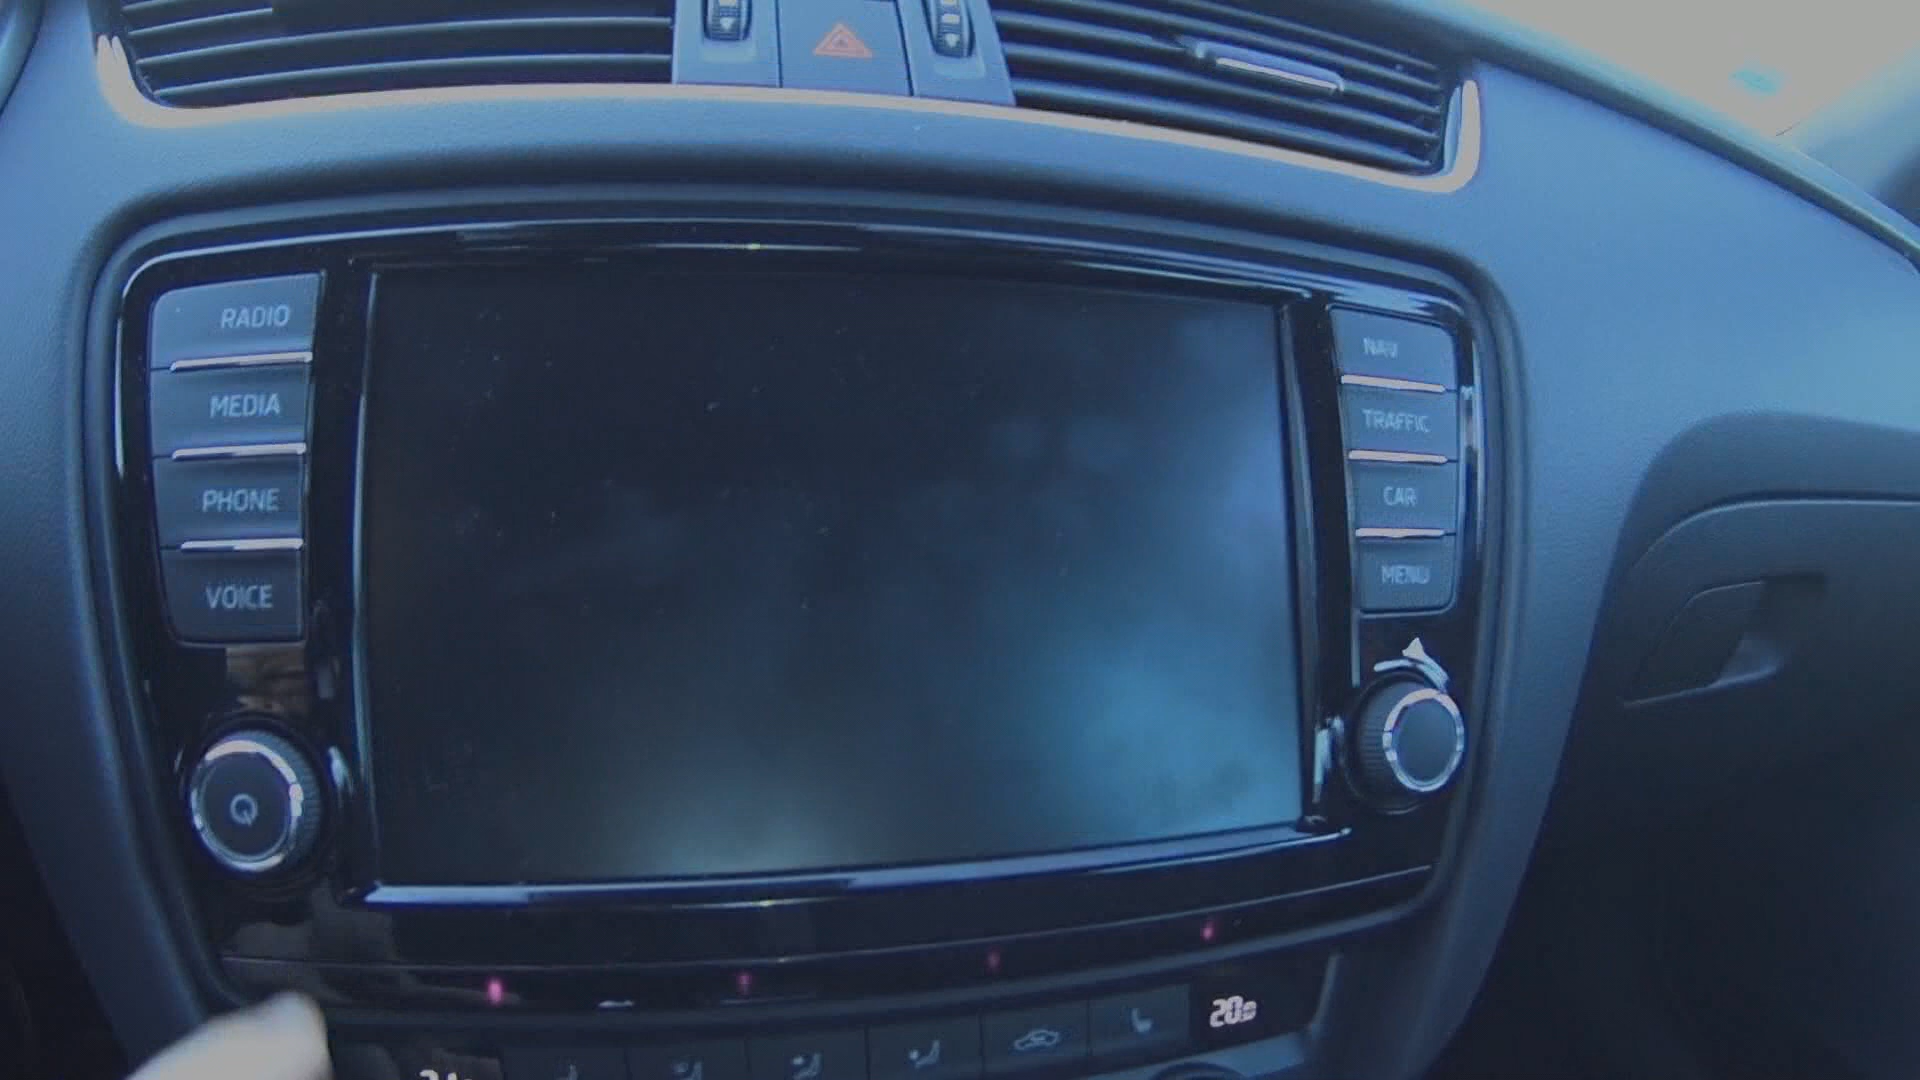 RADIO
MEDIA
PHONE
VOICE
NAV
TRAFFIC
CAR
MENU
20.0